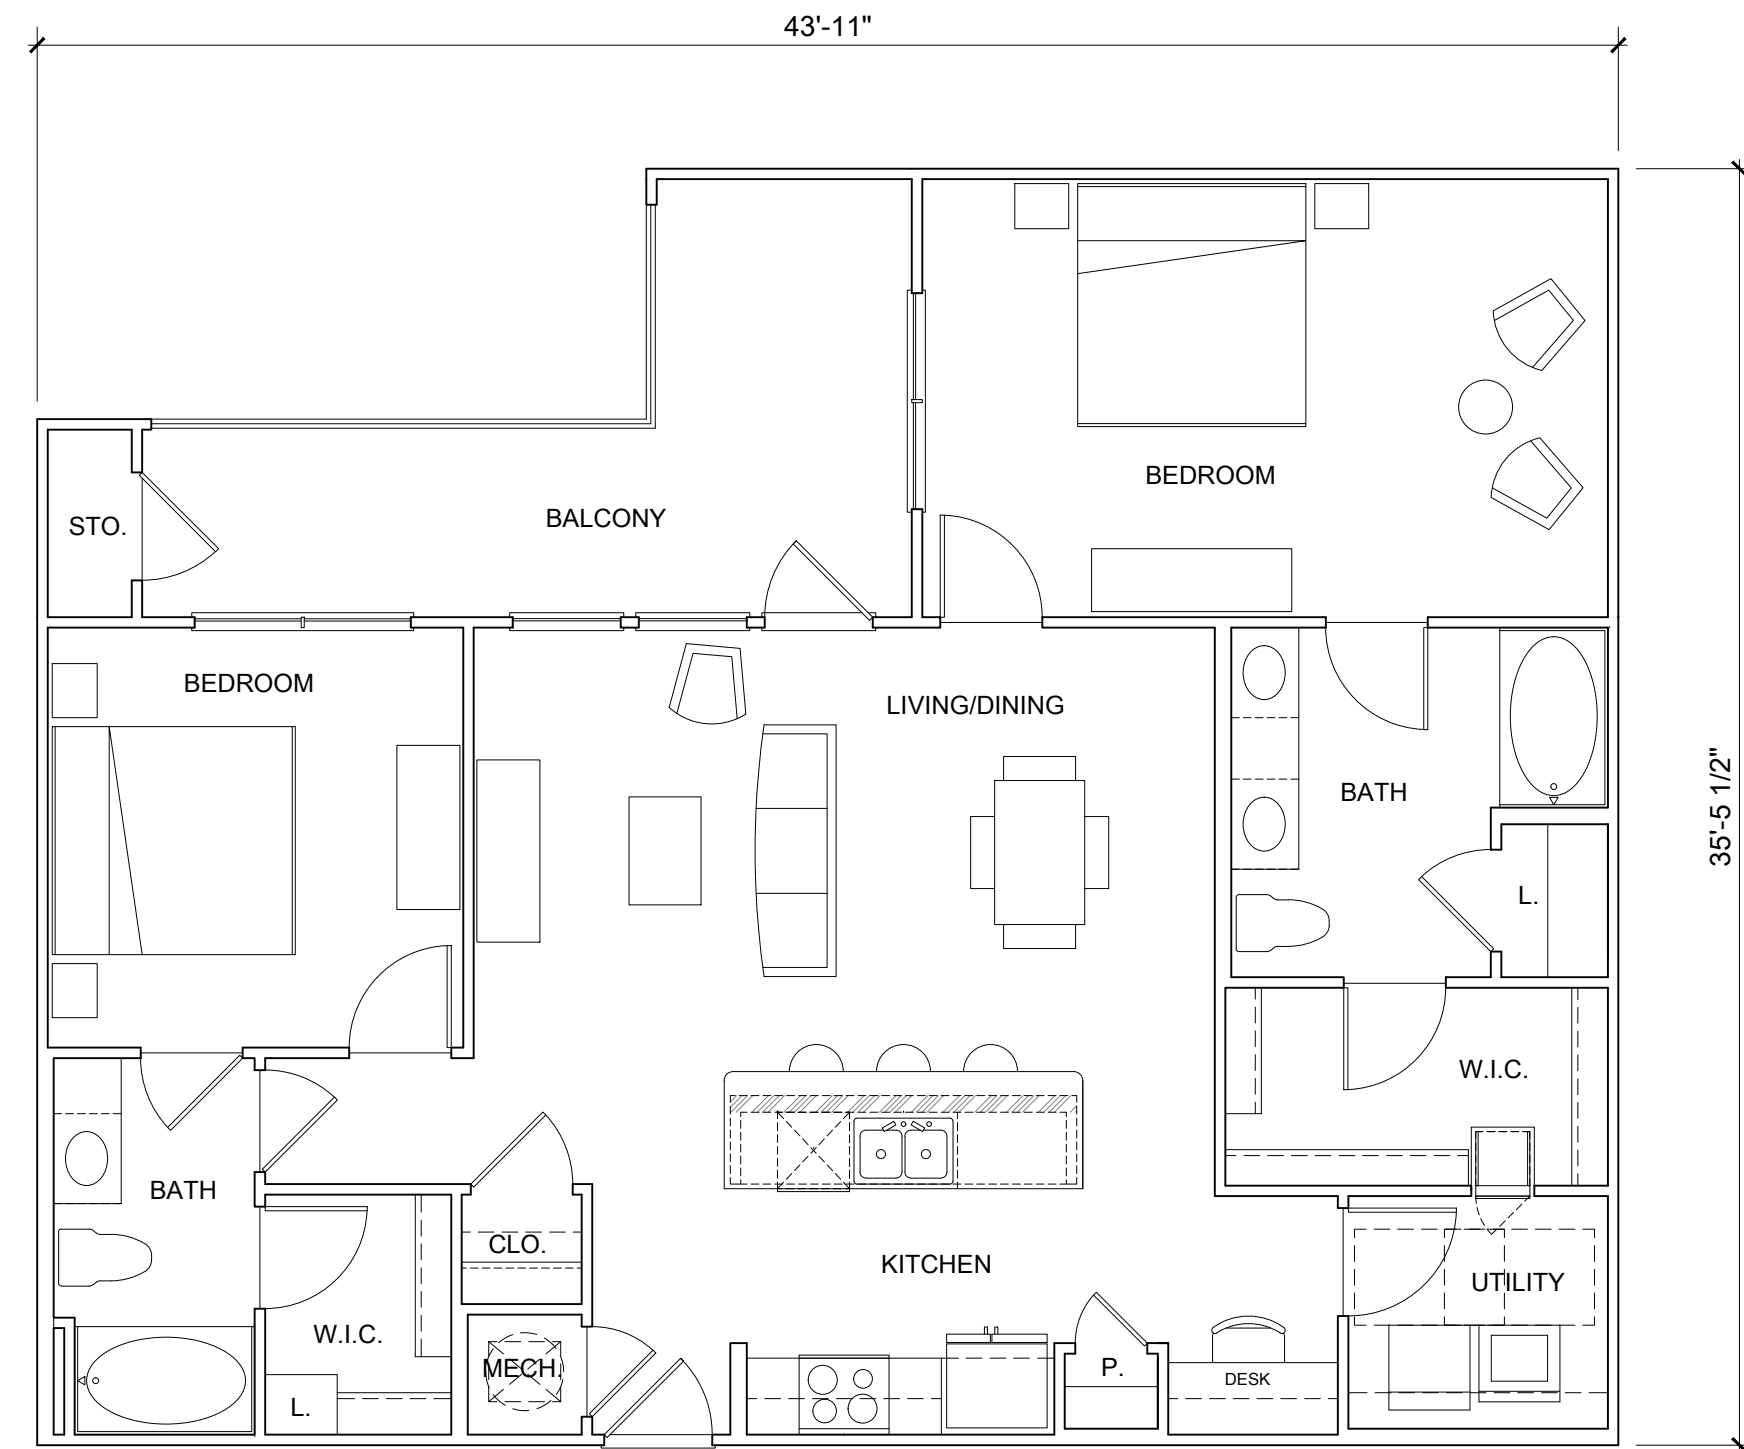 43'-11"
BEDROOM
STO.
BALCONY
BEDROOM
LIVING/DINING
35'-5 1/2"
BATH
L.
W.I.C.
BATH
CLO.
KITCHEN
UTILITY
W.I.C.
MECH.
P.
DESK
L.